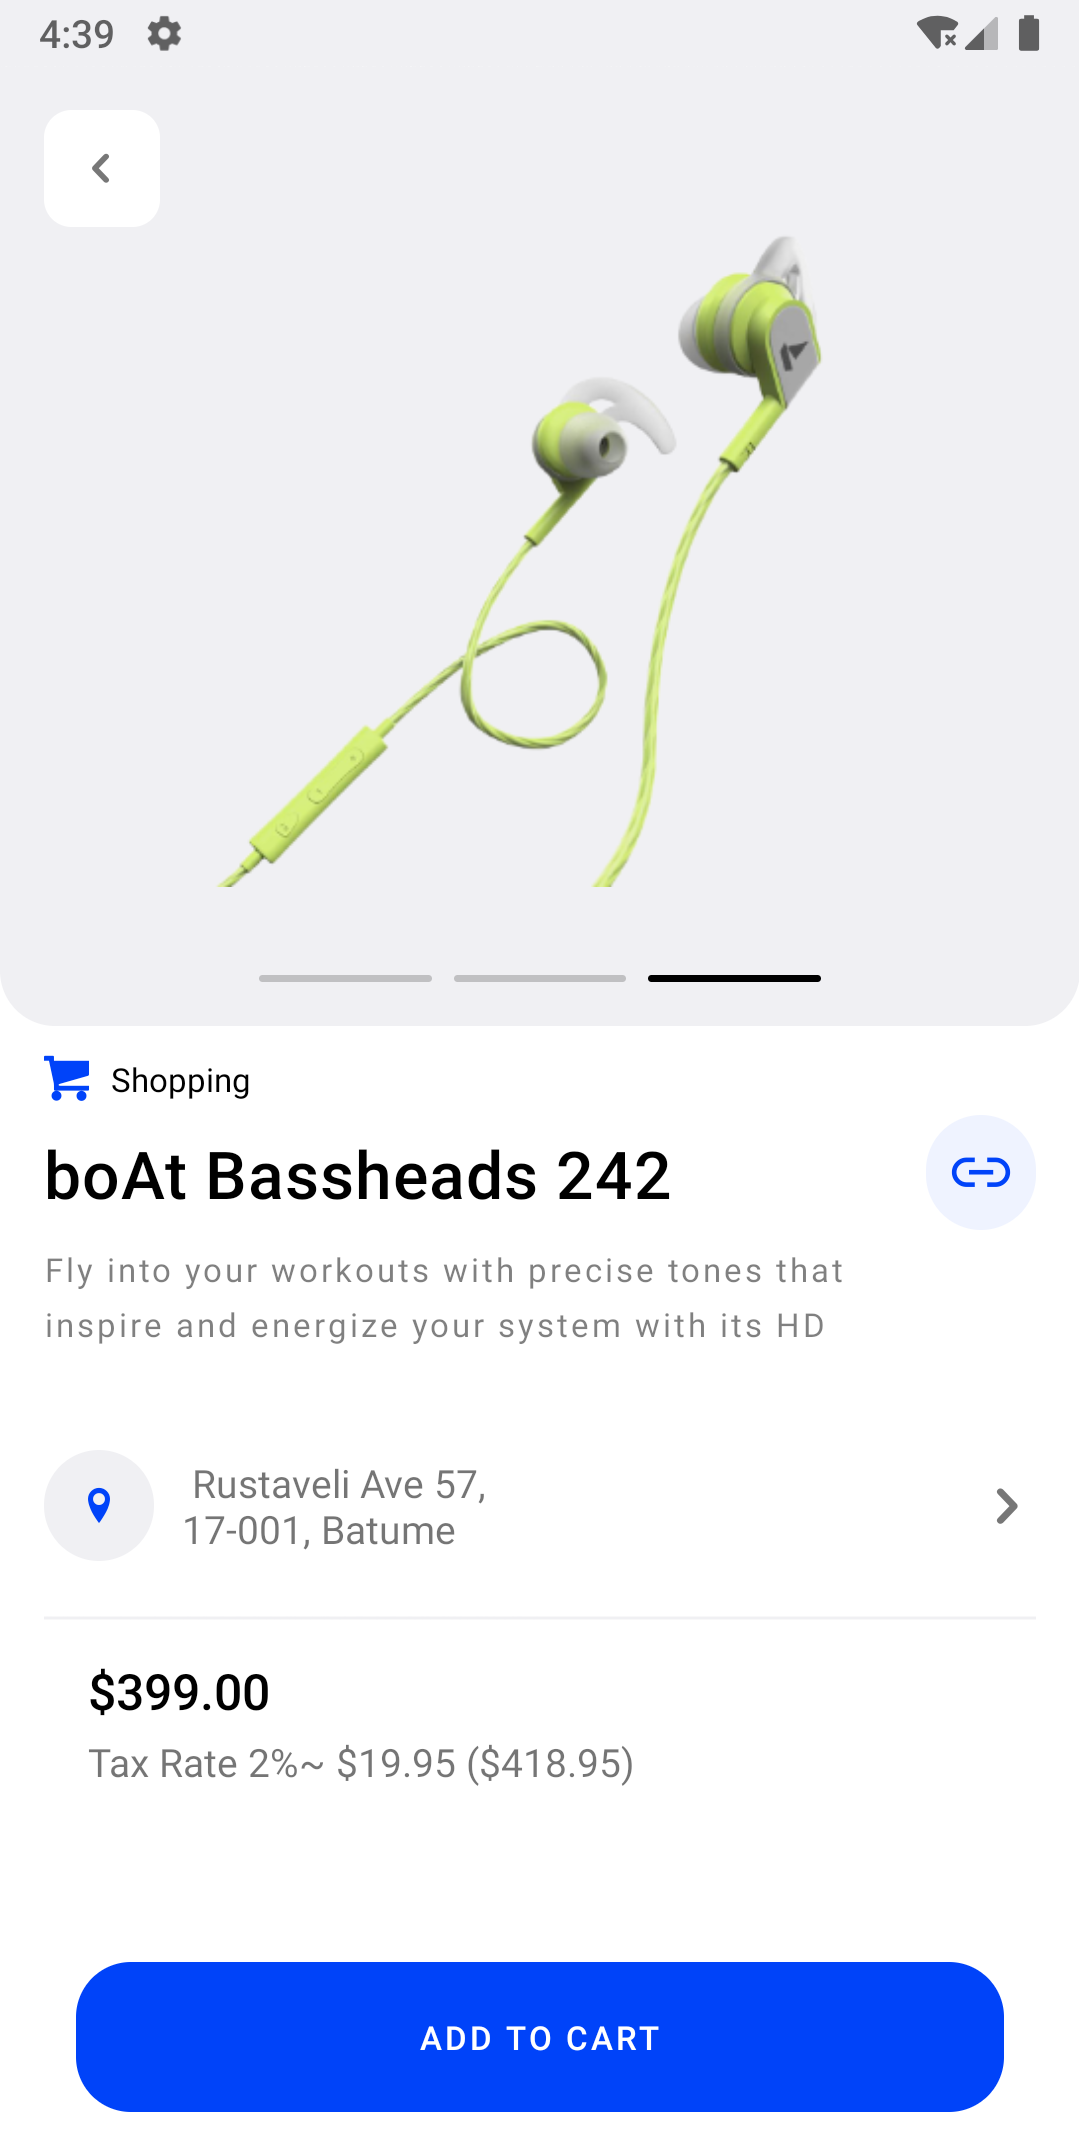 4:39
Shopping
boAt Bassheads 242
Fly into your workouts with precise tones that
inspire and energize your system with its HD
Rustaveli Ave 57,
17-001, Batume
$399.00
Tax Rate 2%~ $19.95 ($418.95)
ADD TO CART